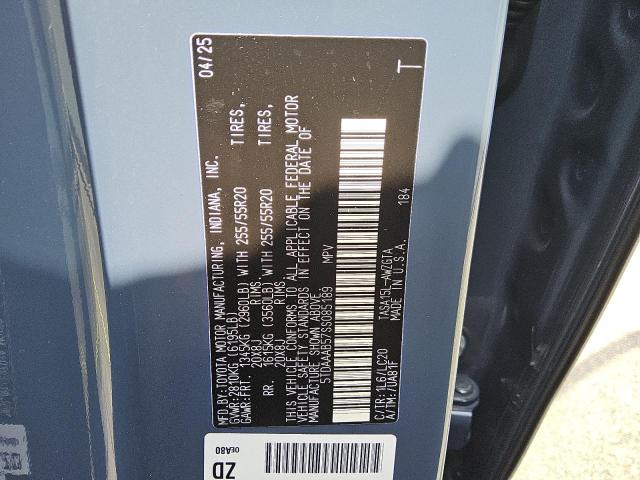 MFD.BY:TOYOTA MOTOR MANUFACTURING, INDIANA, INC. 04/25
GVWR:2810KG (6195LB)
GAWR:FRT. 1345KG (2960LB) WITH 255/55R20 TIRES,
20X8J RIMS
RR. 1615KG (3560LB) WITH 255/55R20 TIRES,
20X8J RIMS
THIS VEHICLE CONFORMS TO ALL APPLICABLE FEDERAL MOTOR
VEHICLE SAFETY STANDARDS IN EFFECT ON THE DATE OF
MANUFACTURE SHOWN ABOVE.
5TDAAAB57SS085189 MPV
T
184
C/TR:1L6/LC20 TASA15L-AWZGTA
A/TM: /UA81F MADE IN U.S.A.
ZD
0EA80